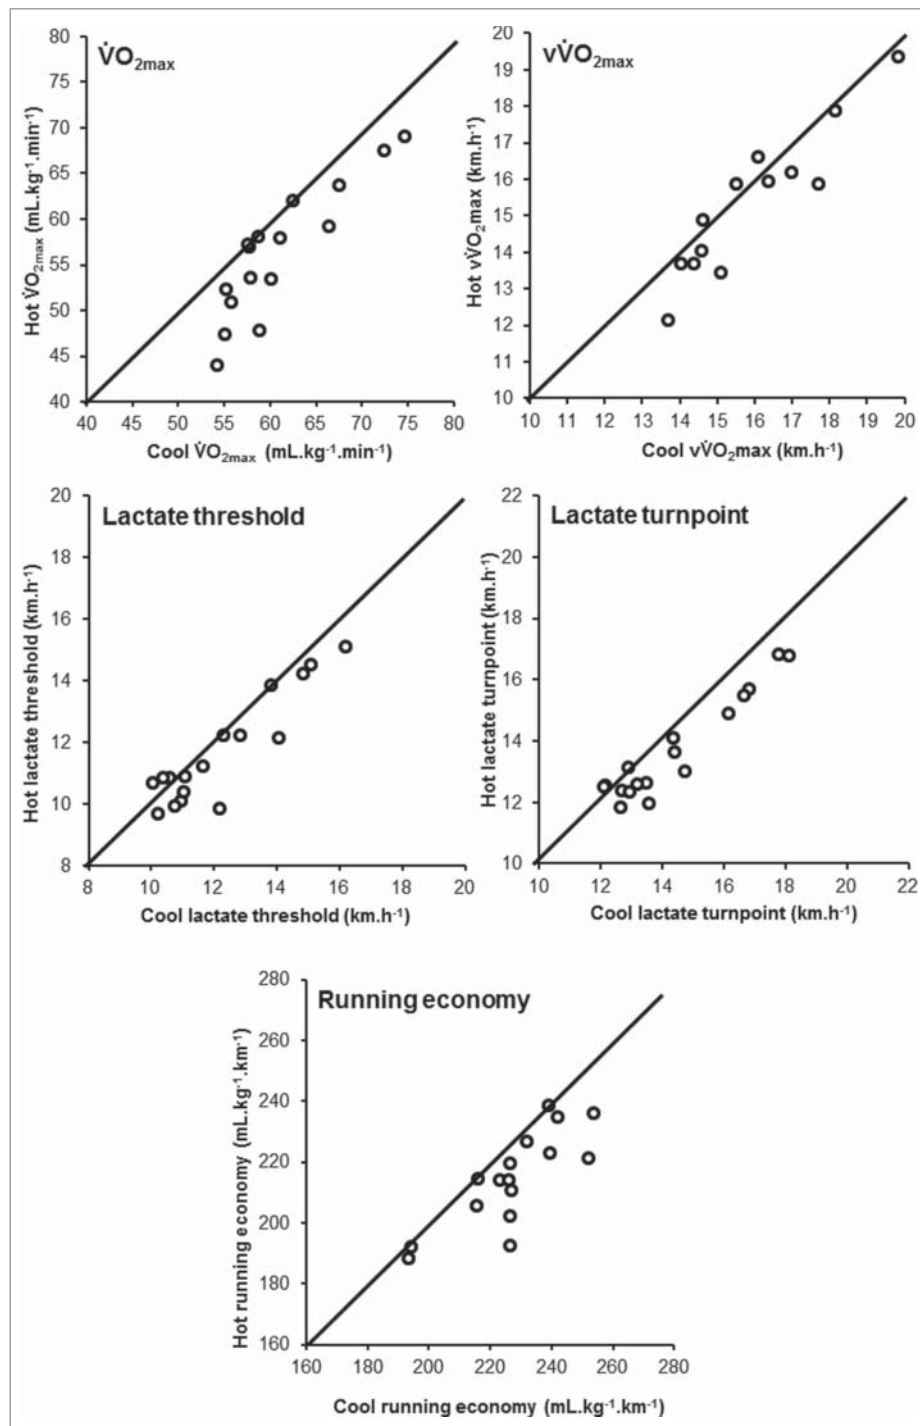 V̇O₂max
80
75
70
65
60
55
50
45
40
40 45 50 55 60 65 70 75 80
Hot V̇O₂max (mL.kg⁻¹.min⁻¹)
Cool V̇O₂max (mL.kg⁻¹.min⁻¹)
vV̇O₂max
20
19
18
17
16
15
14
13
12
11
10
10 11 12 13 14 15 16 17 18 19 20
Hot vV̇O₂max (km.h⁻¹)
Cool vV̇O₂max (km.h⁻¹)
Lactate threshold
20
18
16
14
12
10
8
8 10 12 14 16 18 20
Hot lactate threshold (km.h⁻¹)
Cool lactate threshold (km.h⁻¹)
Lactate turnpoint
22
20
18
16
14
12
10
10 12 14 16 18 20 22
Hot lactate turnpoint (km.h⁻¹)
Cool lactate turnpoint (km.h⁻¹)
Running economy
280
260
240
220
200
180
160
160 180 200 220 240 260 280
Hot running economy (mL.kg⁻¹.km⁻¹)
Cool running economy (mL.kg⁻¹.km⁻¹)